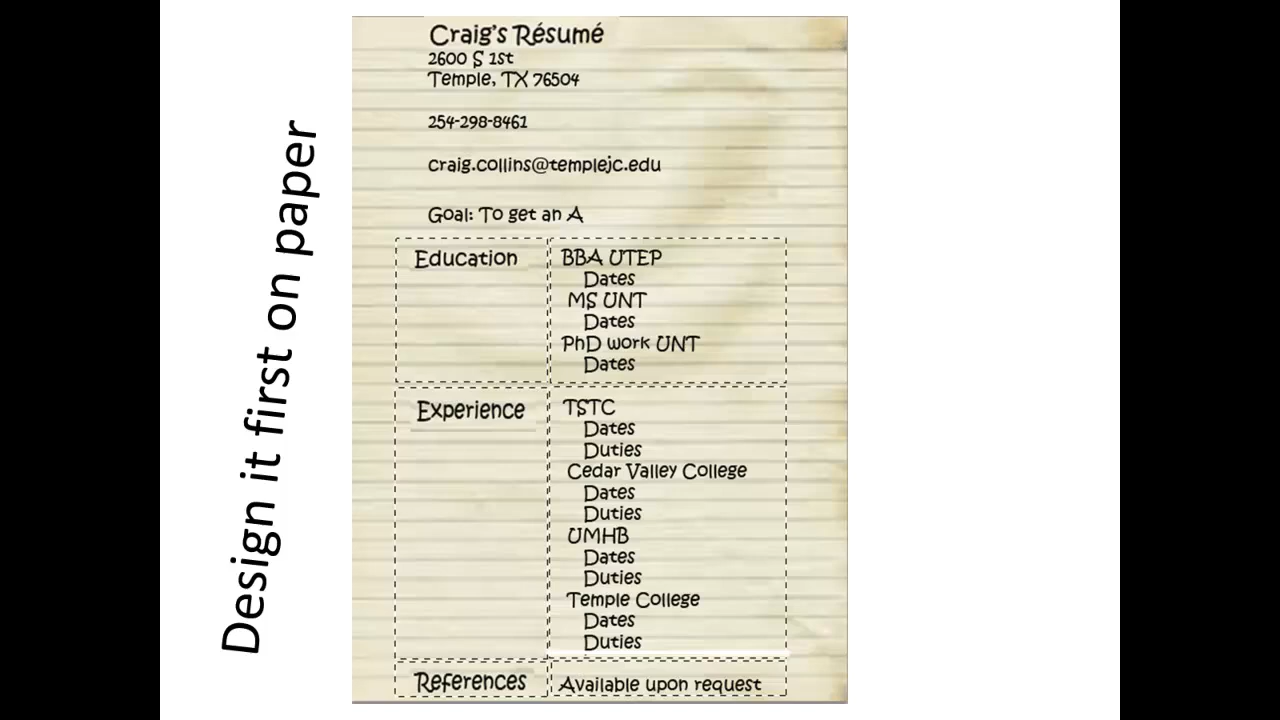 Design it first on paper
Craig's Résumé
2600 S 1st
Temple, TX 76504
254-298-8461
craig.collins@templejc.edu
Goal: To get an A
Education
BBA UTEP
Dates
MS UNT
Dates
PhD work UNT
Dates
Experience
TSTC
Dates
Duties
Cedar Valley College
Dates
Duties
UMHB
Dates
Duties
Temple College
Dates
Duties
References
Available upon request